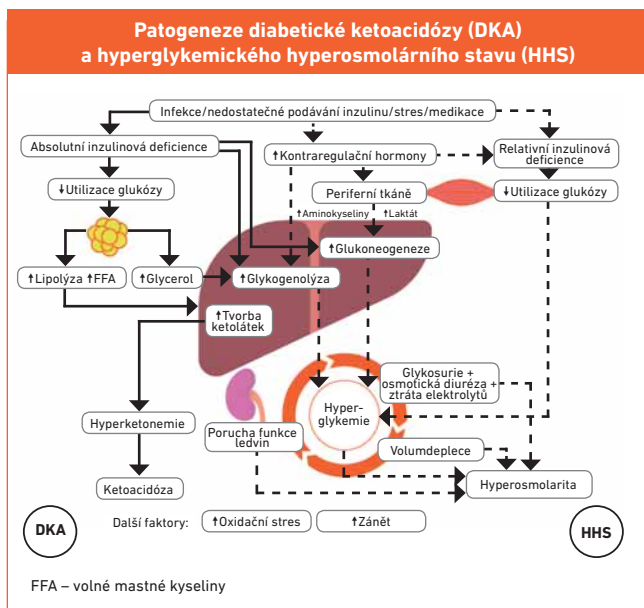 Patogeneze diabetické ketoacidózy (DKA)
a hyperglykemického hyperosmolárního stavu (HHS)
Infekce/nedostatečné podávání inzulinu/stres/medikace
Absolutní inzulinová deficience
↑Kontraregulační hormony
Relativní inzulinová
deficience
↓Utilizace glukózy
Periferní tkáně
↓Utilizace glukózy
↑Aminokyseliny ↑Laktát
↑Glukoneogeneze
↑Lipolýza ↑FFA
↑Glycerol
↑Glykogenolýza
↑Tvorba
ketolátek
Glykosurie +
osmotická diuréza +
ztráta elektrolytů
Hyper-
glykemie
Hyperketonemie
Porucha funkce
ledvin
Volumdeplece
Ketoacidóza
Hyperosmolarita
DKA
Další faktory:
↑Oxidační stres
↑Zánět
HHS
FFA – volné mastné kyseliny